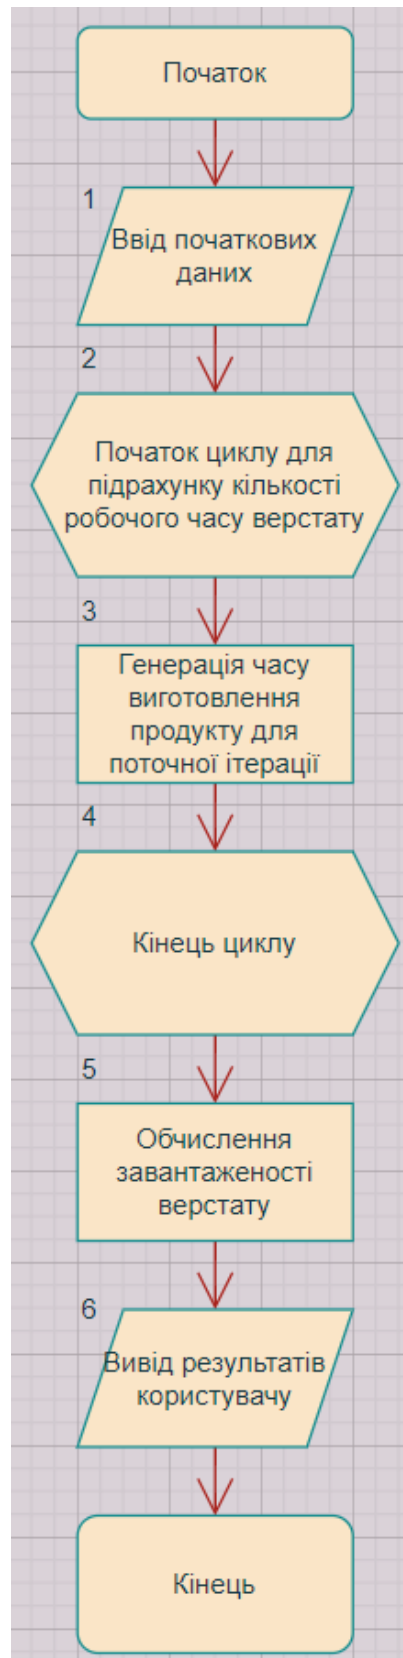 Початок
1
Ввід початкових
даних
2
Початок циклу для
підрахунку кількості
робочого часу верстату
3
Генерація часу
виготовлення
продукту для
поточної ітерації
4
Кінець циклу
5
Обчислення
завантаженості
верстату
6
Вивід результатів
користувачу
Кінець